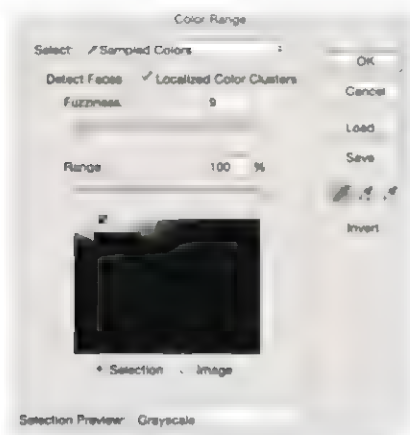 Color Range
Select: Sampled Colors
Detect Faces Localized Color Clusters
Fuzziness: 9
Range: 100 %
Selection Image
Selection Preview: Grayscale
OK
Cancel
Load
Save
Invert